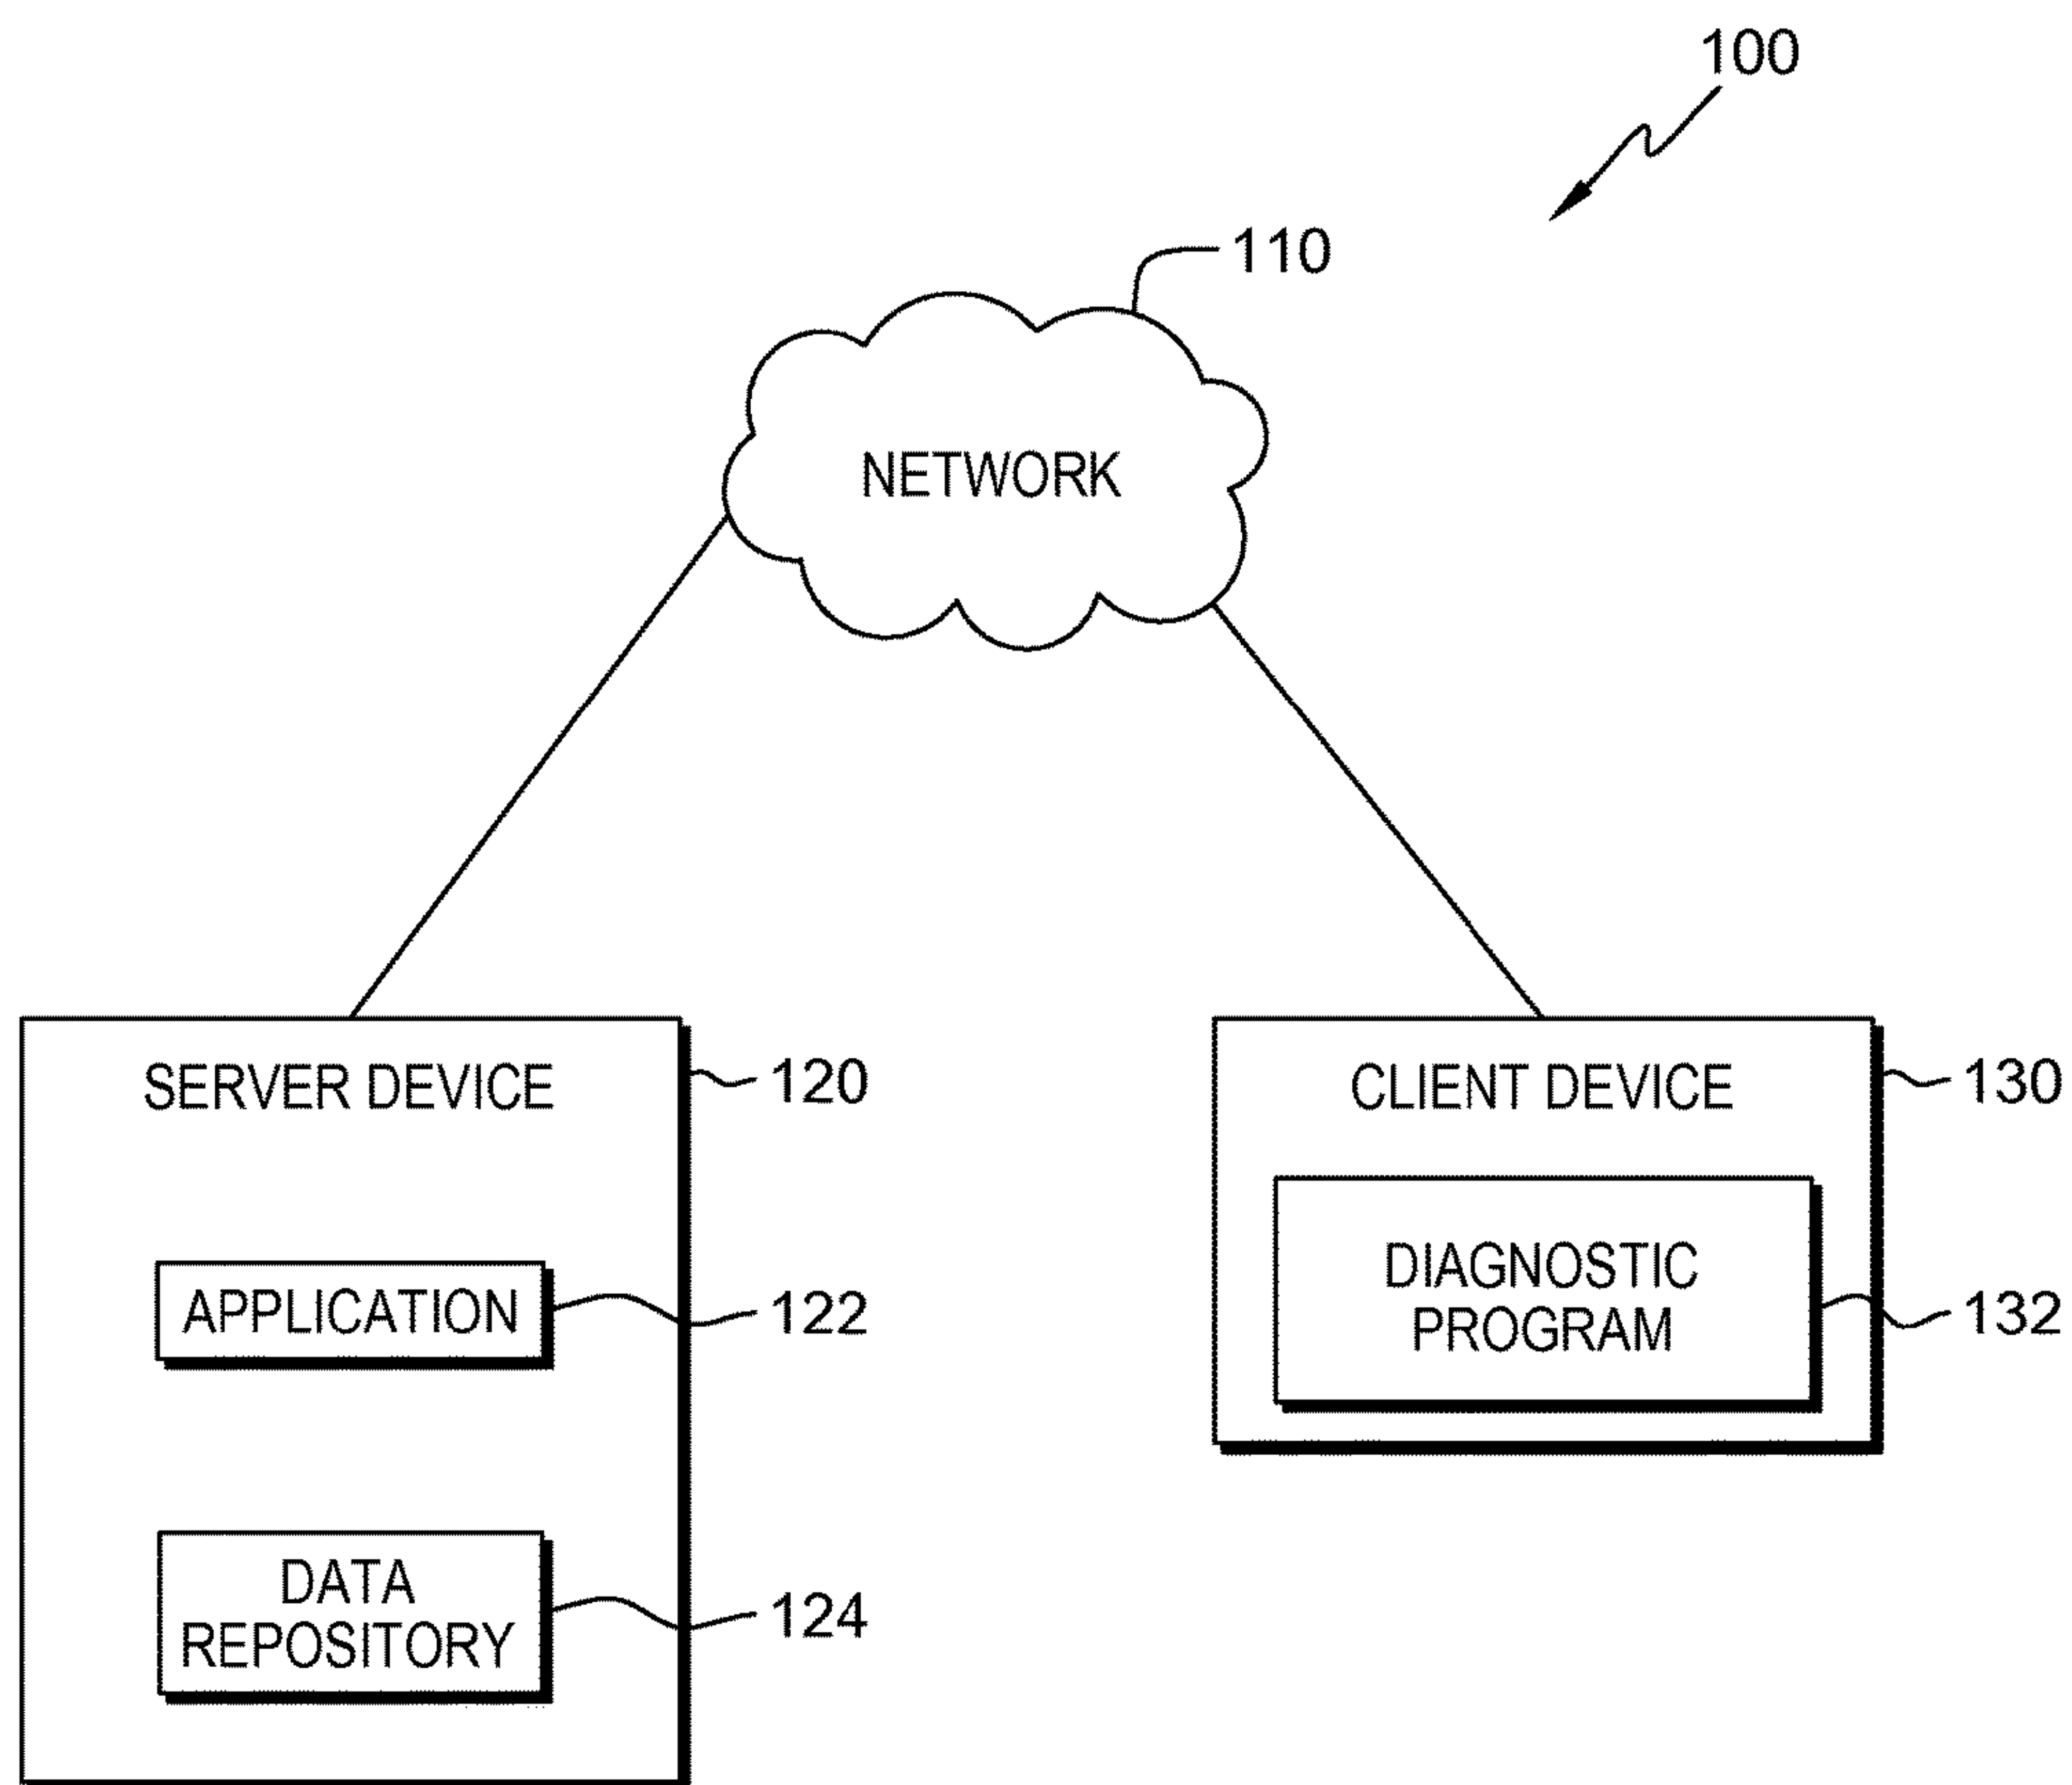 100
110
NETWORK
SERVER DEVICE
120
APPLICATION
122
DATA
REPOSITORY
124
CLIENT DEVICE
130
DIAGNOSTIC
PROGRAM
132